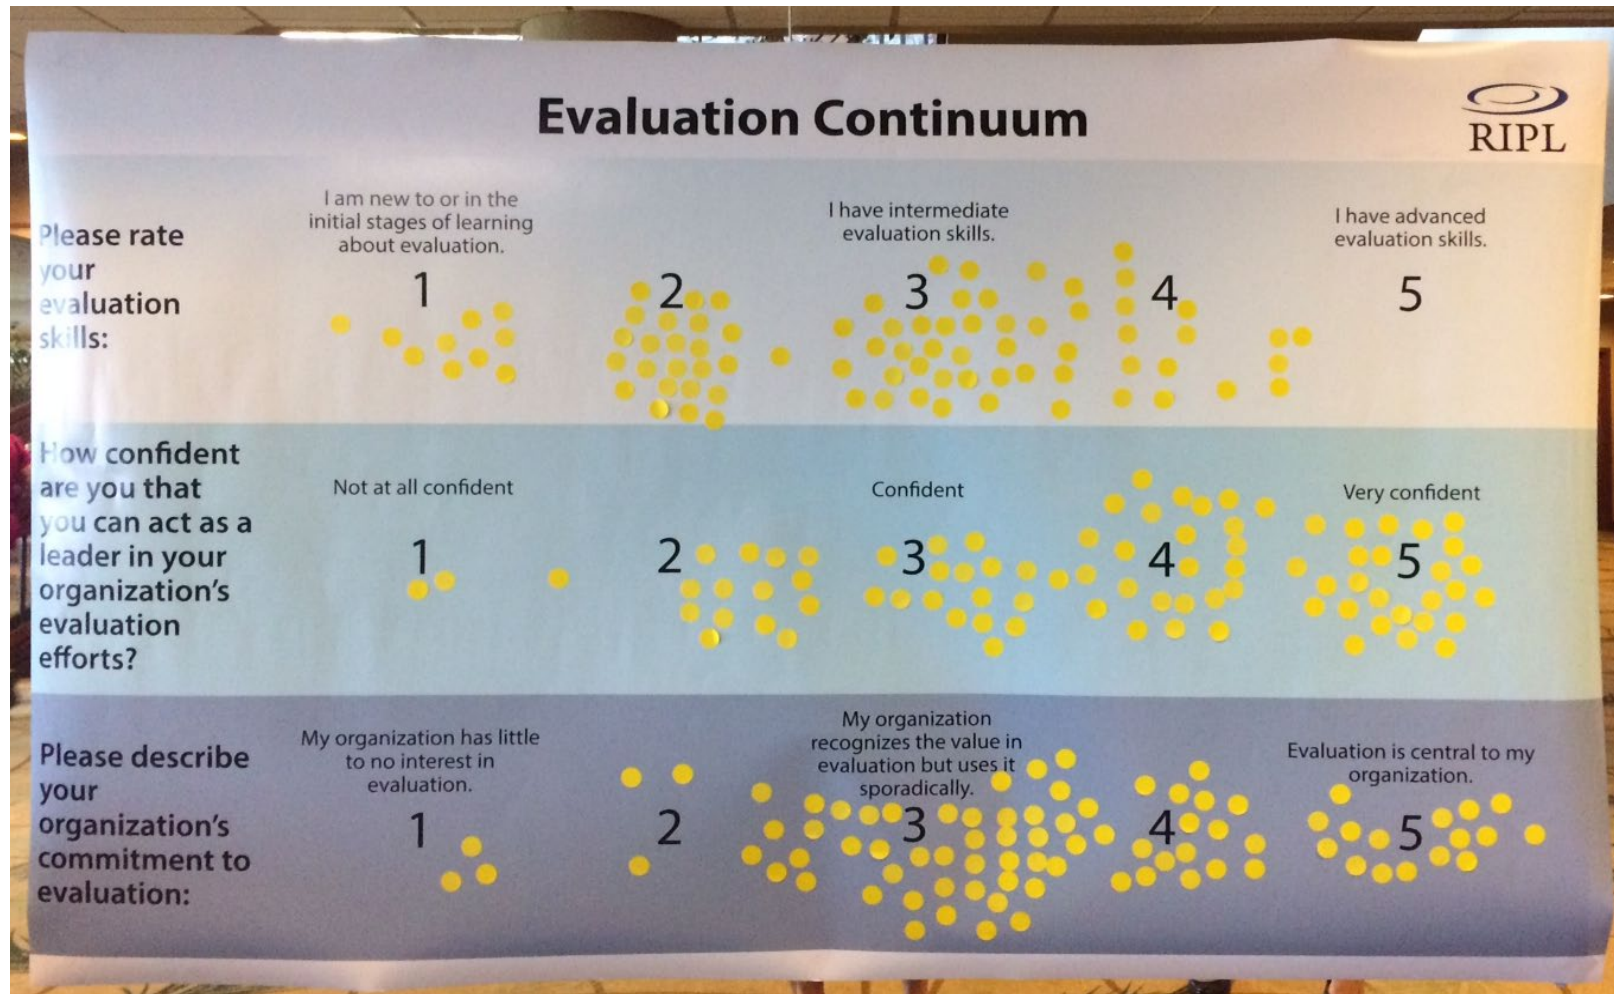 Evaluation Continuum
RIPL
Please rate
your
evaluation
skills:
I am new to or in the
initial stages of learning
about evaluation.
1
2
I have intermediate
evaluation skills.
3
4
I have advanced
evaluation skills.
5
How confident
are you that
you can act as a
leader in your
organization's
evaluation
efforts?
Not at all confident
1
2
Confident
3
4
Very confident
5
Please describe
your
organization's
commitment to
evaluation:
My organization has little
to no interest in
evaluation.
1
2
My organization
recognizes the value in
evaluation but uses it
sporadically.
3
4
Evaluation is central to my
organization.
5